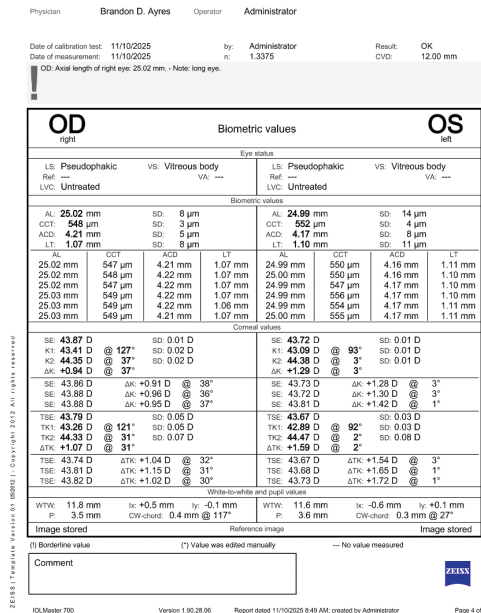 Physician Brandon D. Ayres Operator Administrator
Date of calibration test: 11/10/2025 by: Administrator Result: OK
Date of measurement: 11/10/2025 n: 1.3375 CVD: 12.00 mm
! OD: Axial length of right eye: 25.02 mm. - Note: long eye.
OD right Biometric values OS left
Eye status
LS: Pseudophakic VS: Vitreous body LS: Pseudophakic VS: Vitreous body
Ref: --- VA: --- Ref: --- VA: ---
LVC: Untreated LVC: Untreated
Biometric values
AL: 25.02 mm SD: 8 µm AL: 24.99 mm SD: 14 µm
CCT: 548 µm SD: 3 µm CCT: 552 µm SD: 4 µm
ACD: 4.21 mm SD: 5 µm ACD: 4.17 mm SD: 8 µm
LT: 1.07 mm SD: 8 µm LT: 1.10 mm SD: 11 µm
AL CCT ACD LT AL CCT ACD LT
25.02 mm 547 µm 4.21 mm 1.07 mm 24.99 mm 550 µm 4.16 mm 1.11 mm
25.02 mm 548 µm 4.22 mm 1.07 mm 25.00 mm 550 µm 4.16 mm 1.10 mm
25.02 mm 549 µm 4.22 mm 1.07 mm 24.99 mm 547 µm 4.17 mm 1.10 mm
25.03 mm 549 µm 4.22 mm 1.07 mm 24.99 mm 556 µm 4.17 mm 1.10 mm
25.03 mm 549 µm 4.22 mm 1.06 mm 24.99 mm 554 µm 4.17 mm 1.11 mm
25.03 mm 549 µm 4.21 mm 1.07 mm 25.00 mm 555 µm 4.17 mm 1.11 mm
Corneal values
SE: 43.87 D SD: 0.01 D SE: 43.72 D SD: 0.01 D
K1: 43.41 D @ 127° SD: 0.02 D K1: 43.09 D @ 93° SD: 0.01 D
K2: 44.35 D @ 37° SD: 0.02 D K2: 44.38 D @ 3° SD: 0.01 D
ΔK: +0.94 D @ 37° ΔK: +1.29 D @ 3°
SE: 43.86 D ΔK: +0.91 D @ 38° SE: 43.73 D ΔK: +1.28 D @ 3°
SE: 43.88 D ΔK: +0.96 D @ 36° SE: 43.72 D ΔK: +1.30 D @ 3°
SE: 43.88 D ΔK: +0.95 D @ 37° SE: 43.81 D ΔK: +1.42 D @ 1°
TSE: 43.79 D SD: 0.05 D TSE: 43.67 D SD: 0.03 D
TK1: 43.26 D @ 121° SD: 0.05 D TK1: 42.89 D @ 92° SD: 0.03 D
TK2: 44.33 D @ 31° SD: 0.07 D TK2: 44.47 D @ 2° SD: 0.08 D
ΔTK: +1.07 D @ 31° ΔTK: +1.59 D @ 2°
TSE: 43.73 D ΔTK: +1.04 D @ 32° TSE: 43.67 D ΔTK: +1.54 D @ 3°
TSE: 43.81 D ΔTK: +1.15 D @ 31° TSE: 43.68 D ΔTK: +1.65 D @ 1°
TSE: 43.82 D ΔTK: +1.02 D @ 30° TSE: 43.73 D ΔTK: +1.72 D @ 1°
White-to-white and pupil values
WTW: 11.8 mm Ix: +0.5 mm Iy: -0.1 mm WTW: 11.6 mm Ix: -0.6 mm Iy: +0.1 mm
P: 3.5 mm CW-chord: 0.4 mm @ 117° P: 3.6 mm CW-chord: 0.3 mm @ 27°
Image stored Reference image Image stored
(!) Borderline value (*) Value was edited manually --- No value measured
Comment
ZEISS
IOLMaster 700 Version 1.90.28.06 Report dated 11/10/2025 8:49 AM; created by Administrator Page 4 of
ZEISS | Template Version 0.1 05/2012 | - Copyright 2012 All rights reserved